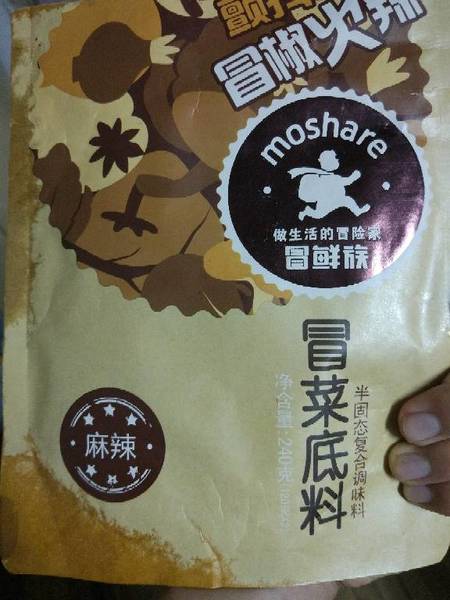 冒椒火辣
moshare
做生活的冒险家
冒鲜族
冒菜底料
半固态复合调味料
净含量:240克
麻辣